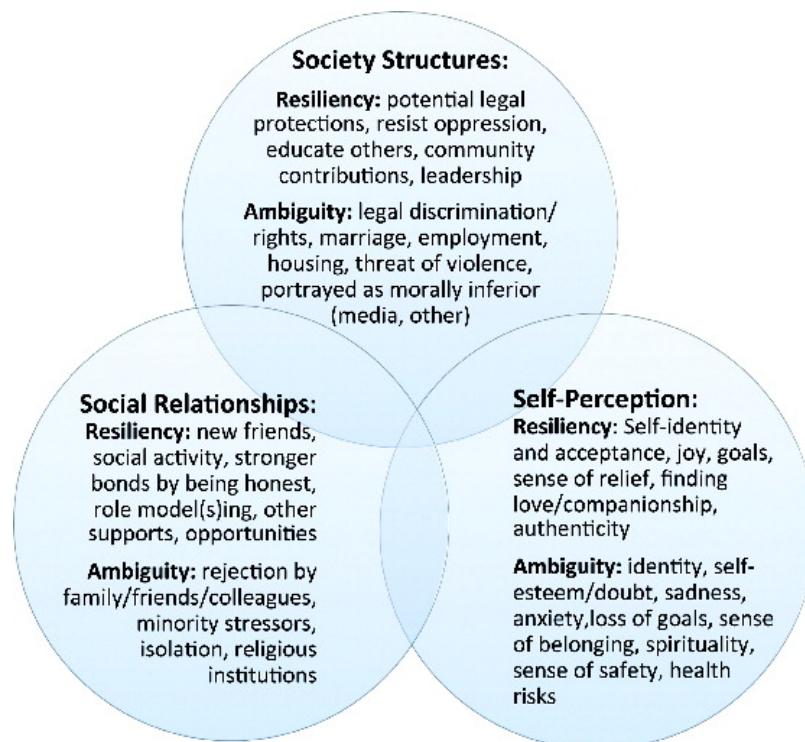 Society Structures:
Resiliency: potential legal
protections, resist oppression,
educate others, community
contributions, leadership
Ambiguity: legal discrimination/
rights, marriage, employment,
housing, threat of violence,
portrayed as morally inferior
(media, other)
Social Relationships:
Resiliency: new friends,
social activity, stronger
bonds by being honest,
role model(s)ing, other
supports, opportunities
Ambiguity: rejection by
family/friends/colleagues,
minority stressors,
isolation, religious
institutions
Self-Perception:
Resiliency: Self-identity
and acceptance, joy, goals,
sense of relief, finding
love/companionship,
authenticity
Ambiguity: identity, self-
esteem/doubt, sadness,
anxiety,loss of goals, sense
of belonging, spirituality,
sense of safety, health
risks